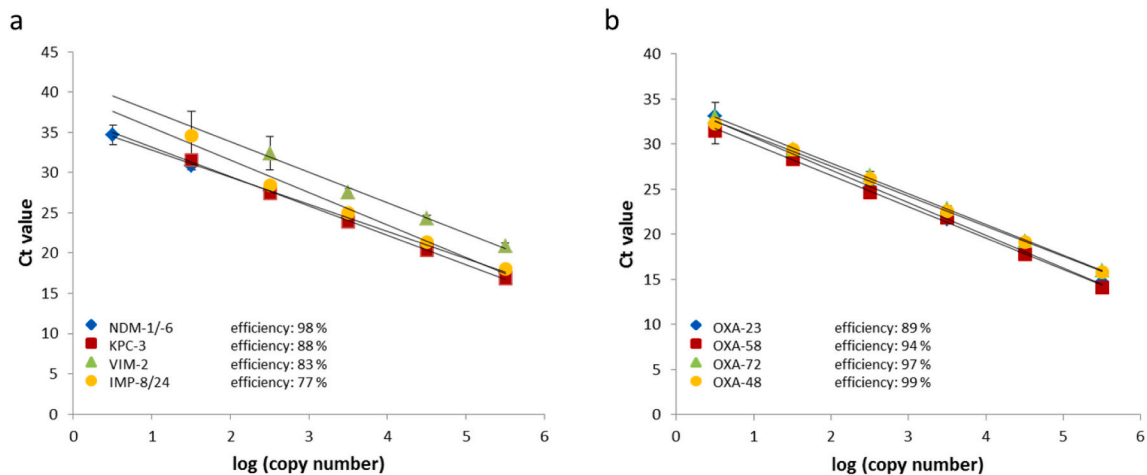 a
45
40
35
30
25
20
15
10
5
0
Ct value
NDM-1/-6 efficiency: 98 %
KPC-3 efficiency: 88 %
VIM-2 efficiency: 83 %
IMP-8/24 efficiency: 77 %
0 1 2 3 4 5 6
log (copy number)
b
40
35
30
25
20
15
10
5
0
Ct value
OXA-23 efficiency: 89 %
OXA-58 efficiency: 94 %
OXA-72 efficiency: 97 %
OXA-48 efficiency: 99 %
0 1 2 3 4 5 6
log (copy number)